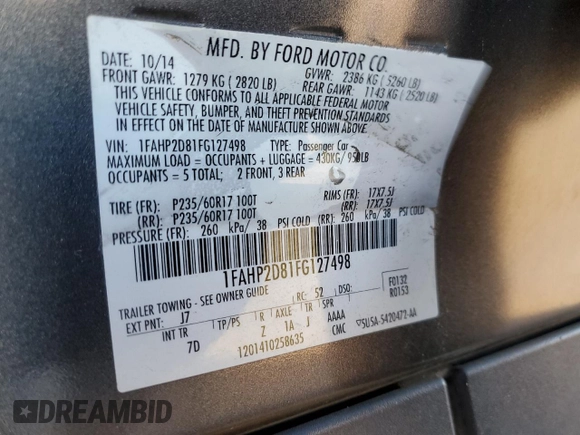 MFD. BY FORD MOTOR CO.
DATE: 10/14 GVWR: 2386 KG ( 5260 LB)
FRONT GAWR: 1279 KG ( 2820 LB) REAR GAWR: 1143 KG ( 2520 LB)
THIS VEHICLE CONFORMS TO ALL APPLICABLE FEDERAL MOTOR
VEHICLE SAFETY, BUMPER, AND THEFT PREVENTION STANDARDS
IN EFFECT ON THE DATE OF MANUFACTURE SHOWN ABOVE.
VIN: 1FAHP2D81FG127498 TYPE: Passenger Car
MAXIMUM LOAD = OCCUPANTS + LUGGAGE = 430KG/ 950LB
OCCUPANTS = 5 TOTAL; 2 FRONT, 3 REAR
TIRE (F): P235/60R17 100T RIMS (F): 17X7.5J
(RR): P235/60R17 100T (RR): 17X7.5J
PRESSURE (F): 260 kPa/ 38 PSI COLD (RR): 260 kPa/ 38 PSI COLD
1FAHP2D81FG127498
TRAILER TOWING - SEE OWNER GUIDE RC: 52 DSO: F0132
R0153
EXT PNT: J7 TP/PS R AXLE TR SPR AAAA
INT TR Z 1A J CMC SUSA-5420472-AA
7D
1201410258635
DREAMBID